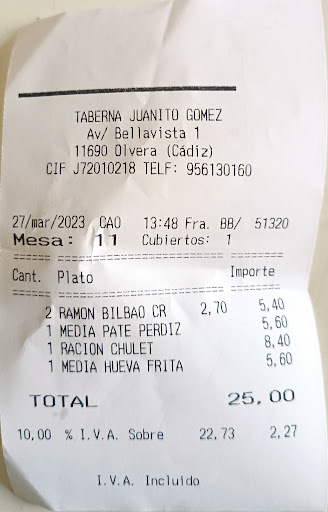 TABERNA JUANITO GOMEZ
Av/ Bellavista 1
11690 Olvera (Cádiz)
CIF J72010218 TELF: 956130160
27/mar/2023 CAO 13:48 Fra. BB/ 51320
Mesa: 11 Cubiertos: 1
Cant. Plato Importe
2 RAMON BILBAO CR 2,70 5,40
1 MEDIA PATE PERDIZ 5,60
1 RACION CHULET 8,40
1 MEDIA HUEVA FRITA 5,60
TOTAL 25,00
10,00 % I.V.A. Sobre 22,73 2,27
I.V.A. Incluido